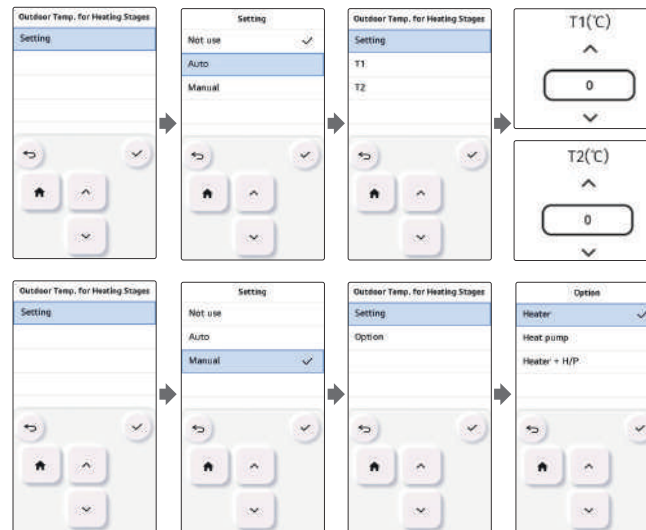 Outdoor Temp. for Heating Stages
Setting
Setting
Not use
Auto
Manual
Outdoor Temp. for Heating Stages
Setting
T1
T2
T1(℃)
0
T2(℃)
0
Outdoor Temp. for Heating Stages
Setting
Setting
Not use
Auto
Manual
Outdoor Temp. for Heating Stages
Setting
Option
Option
Heater
Heat pump
Heater + H/P